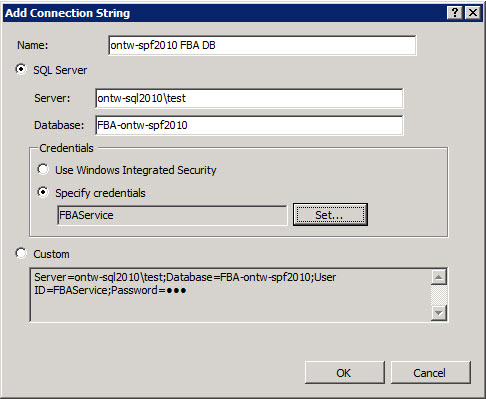 Add Connection String
Name: ontw-spf2010 FBA DB
SQL Server
Server: ontw-sql2010\test
Database: FBA-ontw-spf2010
Credentials
Use Windows Integrated Security
Specify credentials
FBAService Set...
Custom
Server=ontw-sql2010\test;Database=FBA-ontw-spf2010;User
ID=FBAService;Password=●●●
OK Cancel